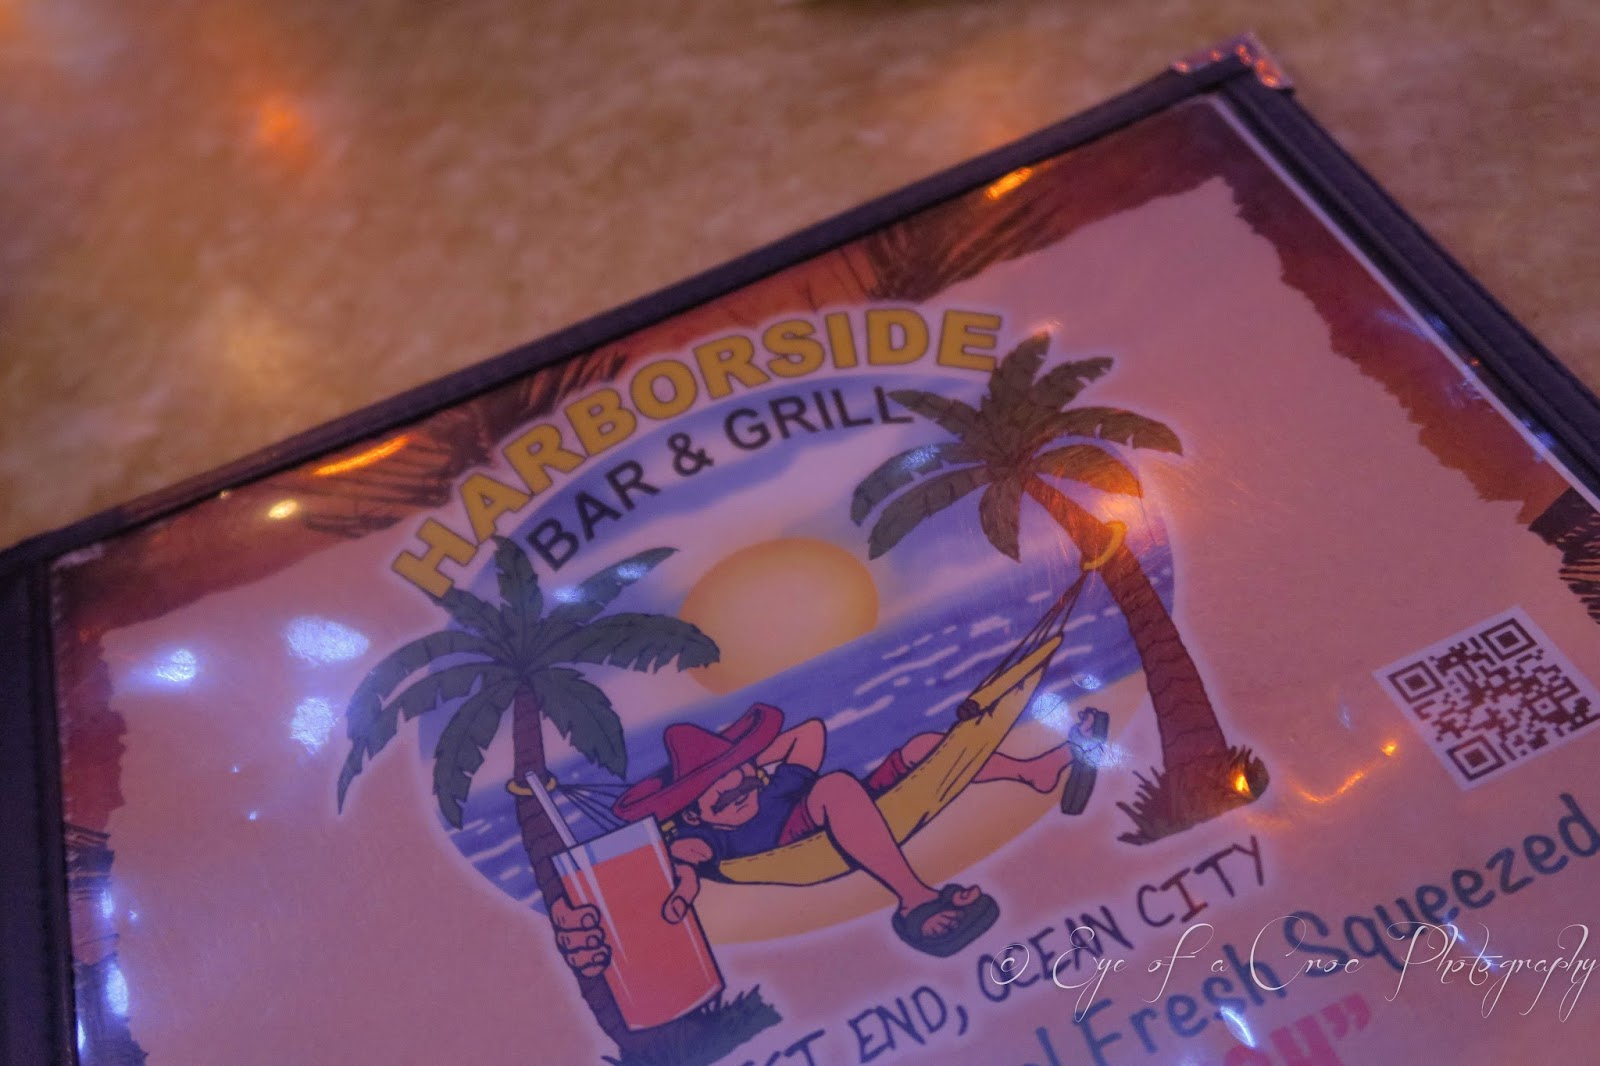 HARBORSIDE
BAR & GRILL
END, OCEAN CITY
Fresh Squeezed
© Eye of a Croc Photography